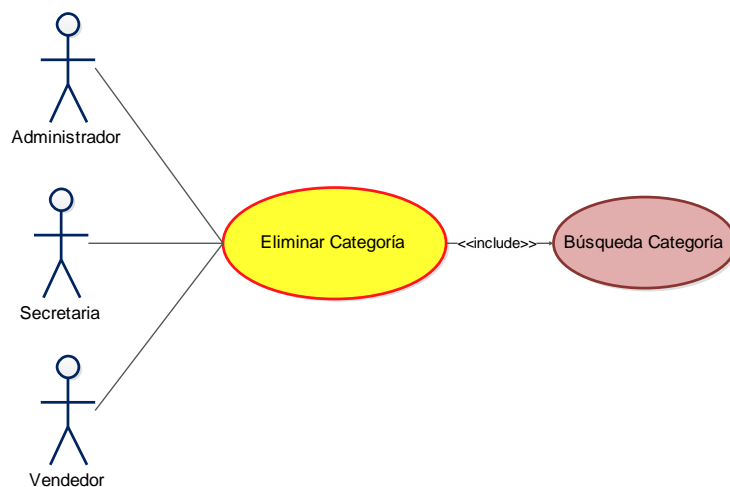 Administrador
Eliminar Categoría
<<include>>
Búsqueda Categoría
Secretaria
Vendedor